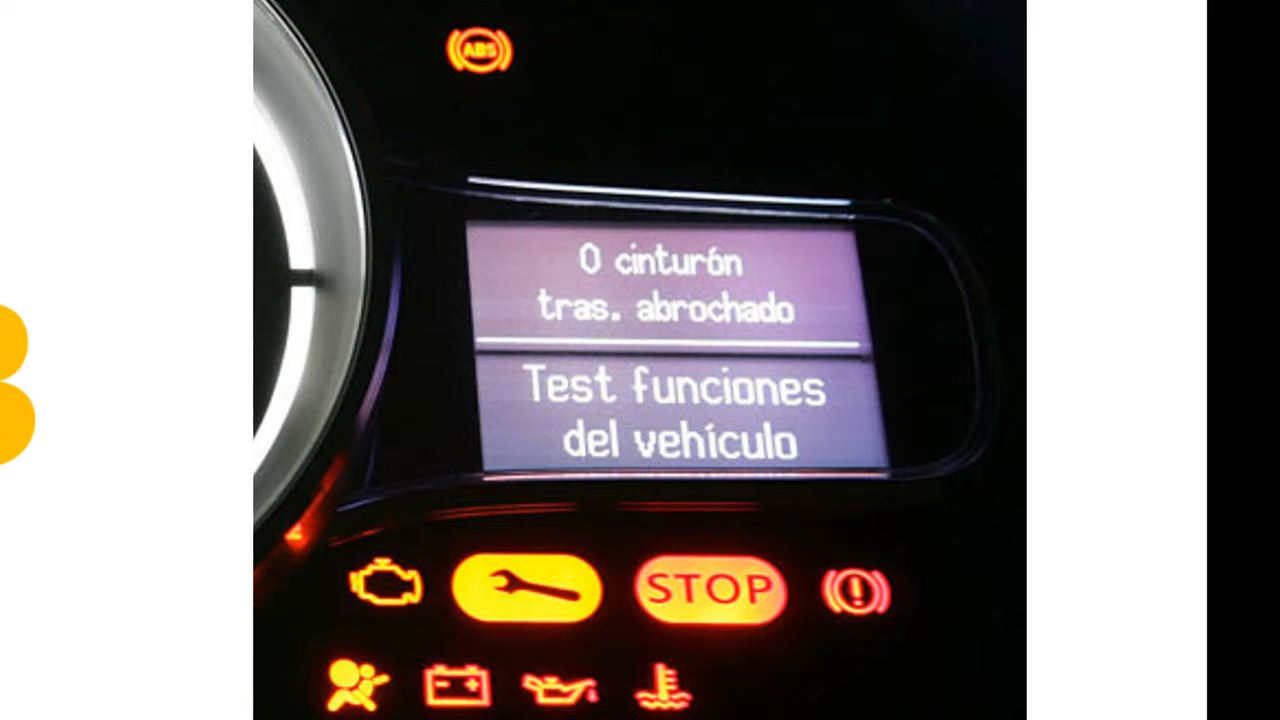 ABS
0 cinturón
tras. abrochado
Test funciones
del vehículo
STOP